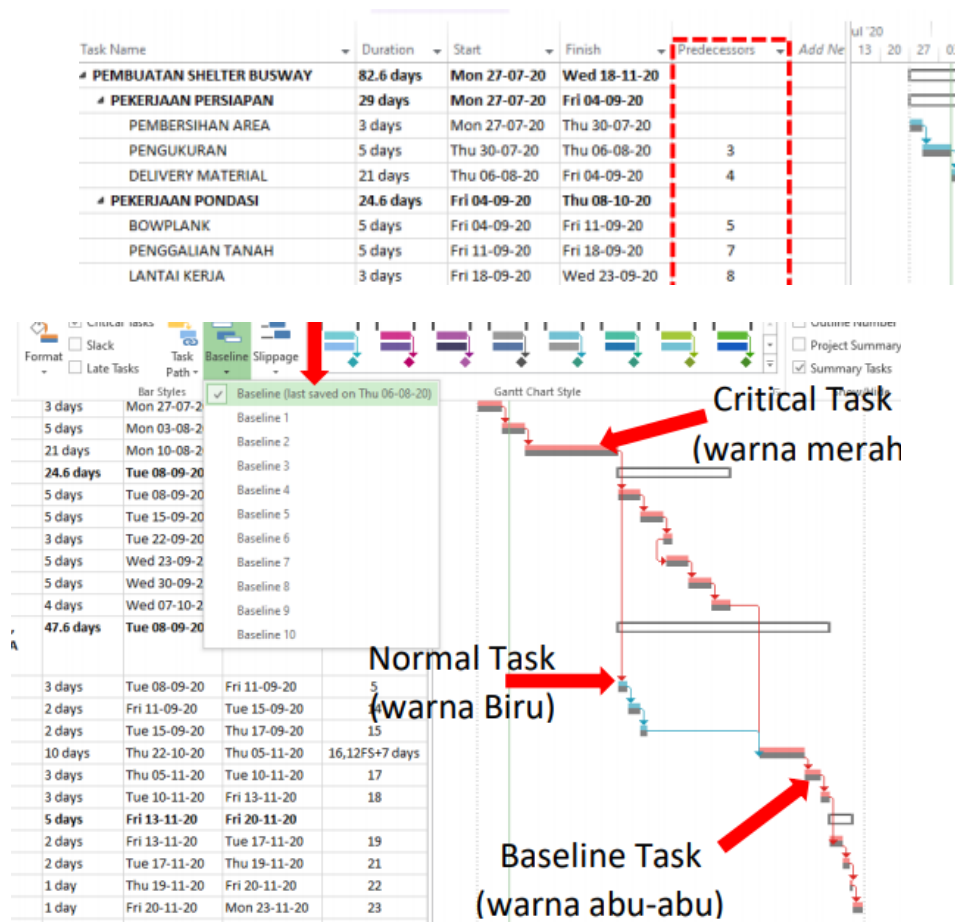 ul '20
Task Name Duration Start Finish Predecessors Add Ne 13 20 27 03
PEMBUATAN SHELTER BUSWAY 82.6 days Mon 27-07-20 Wed 18-11-20
PEKERJAAN PERSIAPAN 29 days Mon 27-07-20 Fri 04-09-20
PEMBERSIHAN AREA 3 days Mon 27-07-20 Thu 30-07-20
PENGUKURAN 5 days Thu 30-07-20 Thu 06-08-20 3
DELIVERY MATERIAL 21 days Thu 06-08-20 Fri 04-09-20 4
PEKERJAAN PONDASI 24.6 days Fri 04-09-20 Thu 08-10-20
BOWPLANK 5 days Fri 04-09-20 Fri 11-09-20 5
PENGGALIAN TANAH 5 days Fri 11-09-20 Fri 18-09-20 7
LANTAI KERJA 3 days Fri 18-09-20 Wed 23-09-20 8
Critical Tasks Outline Number
Format Slack Task Path Baseline Slippage Project Summary
Late Tasks Summary Tasks
Bar Styles Gantt Chart Style
Baseline (last saved on Thu 06-08-20)
Baseline 1
Baseline 2
Baseline 3
Baseline 4
Baseline 5
Baseline 6
Baseline 7
Baseline 8
Baseline 9
Baseline 10
Critical Task
(warna merah
3 days Mon 27-07-2
5 days Mon 03-08-2
21 days Mon 10-08-2
24.6 days Tue 08-09-20
5 days Tue 08-09-20
5 days Tue 15-09-20
3 days Tue 22-09-20
5 days Wed 23-09-2
5 days Wed 30-09-2
4 days Wed 07-10-2
47.6 days Tue 08-09-20
A
Normal Task
(warna Biru)
3 days Tue 08-09-20 Fri 11-09-20 5
2 days Fri 11-09-20 Tue 15-09-20 14
2 days Tue 15-09-20 Thu 17-09-20 15
10 days Thu 22-10-20 Thu 05-11-20 16,12FS+7 days
3 days Thu 05-11-20 Tue 10-11-20 17
3 days Tue 10-11-20 Fri 13-11-20 18
5 days Fri 13-11-20 Fri 20-11-20
2 days Fri 13-11-20 Tue 17-11-20 19
2 days Tue 17-11-20 Thu 19-11-20 21
1 day Thu 19-11-20 Fri 20-11-20 22
1 day Fri 20-11-20 Mon 23-11-20 23
Baseline Task
(warna abu-abu)